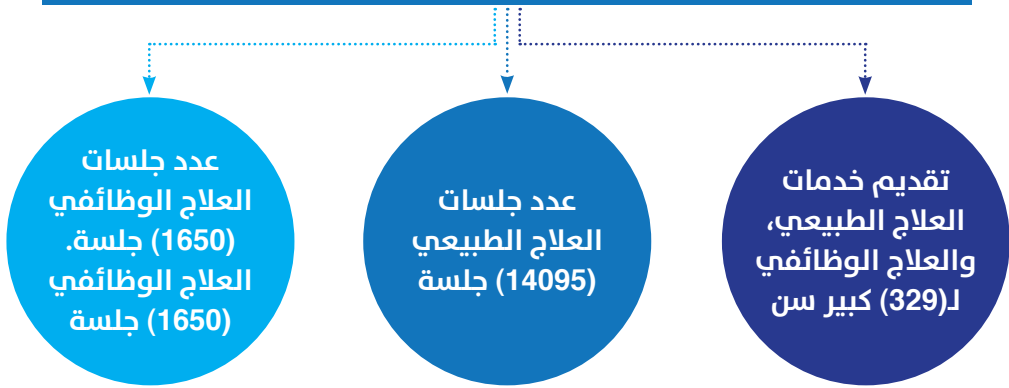 تقديم خدمات
العلاج الطبيعي،
والعلاج الوظائفي
لـ(329) كبير سن
عدد جلسات
العلاج الطبيعي
(14095) جلسة
عدد جلسات
العلاج الوظائفي
(1650) جلسة.
العلاج الوظائفي
(1650) جلسة